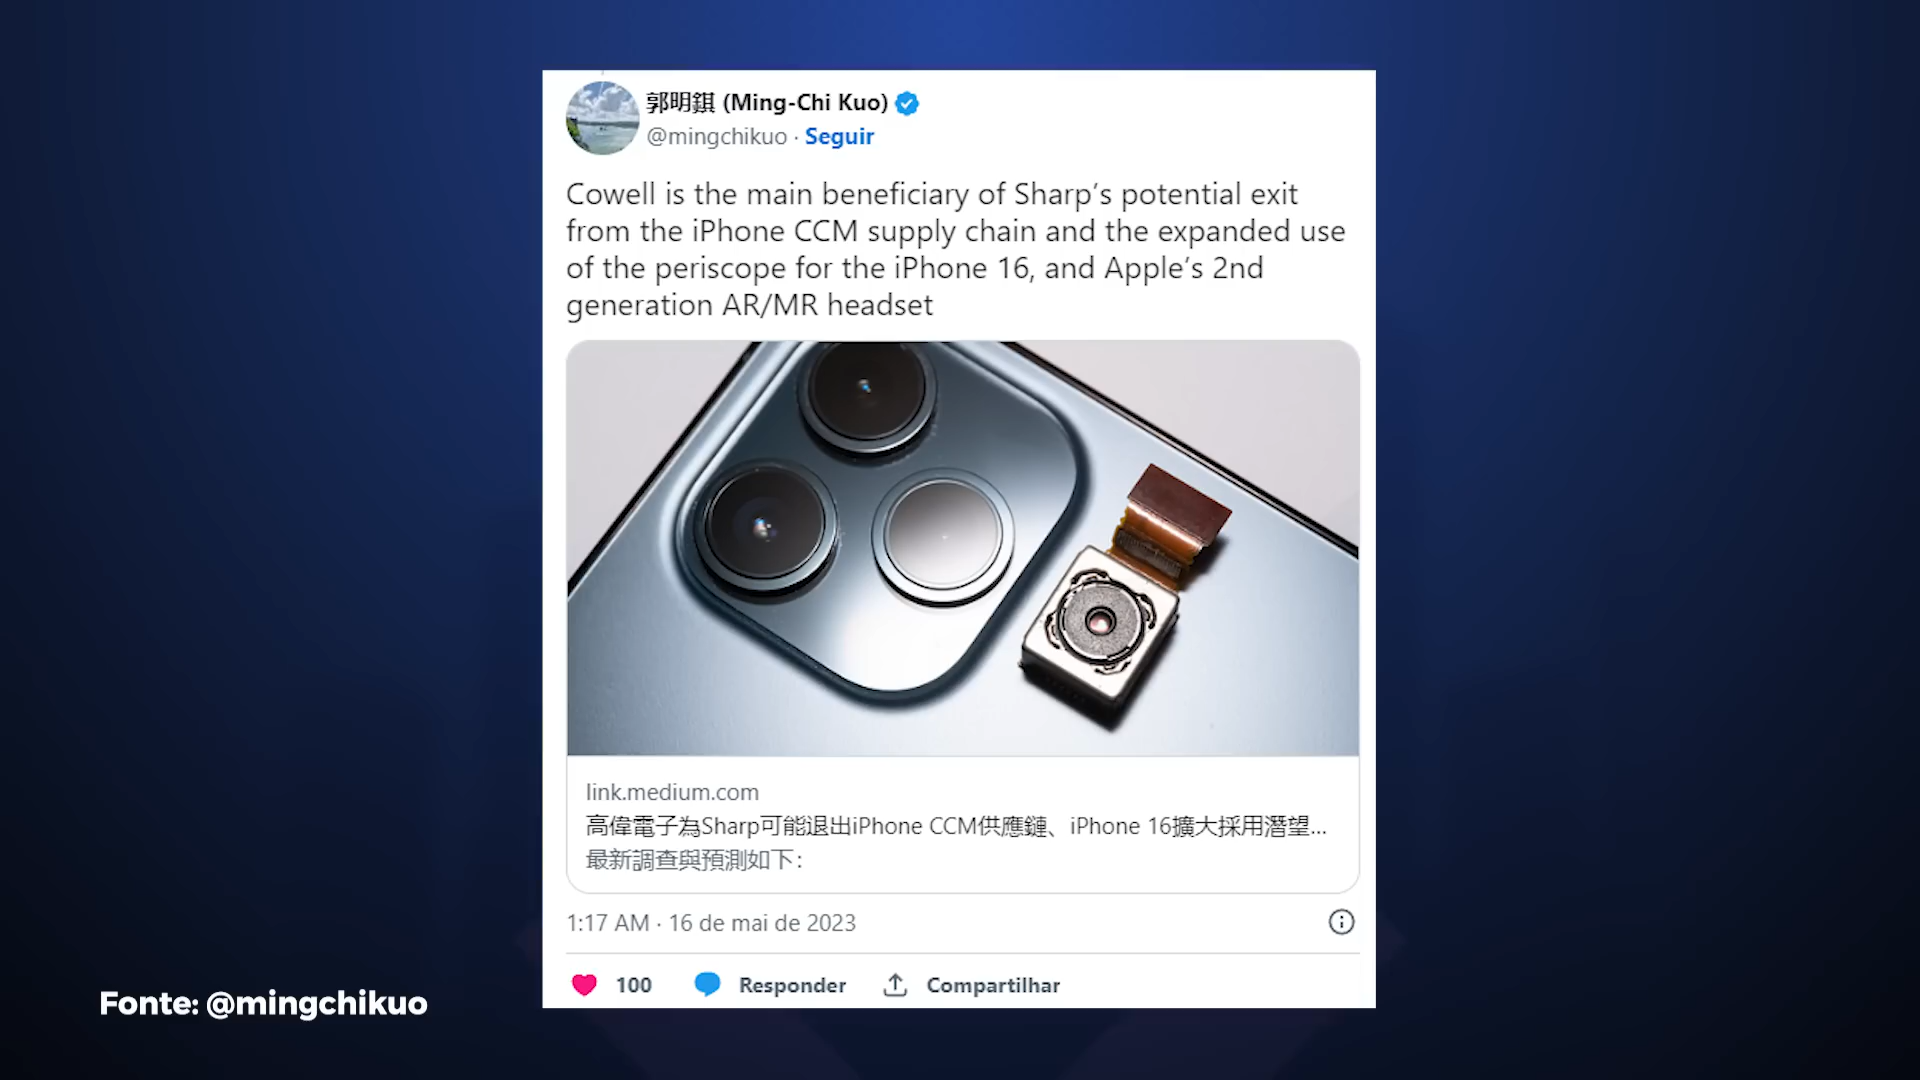 郭明錤 (Ming-Chi Kuo)
@mingchikuo · Seguir
Cowell is the main beneficiary of Sharp’s potential exit
from the iPhone CCM supply chain and the expanded use
of the periscope for the iPhone 16, and Apple’s 2nd
generation AR/MR headset
link.medium.com
高偉電子為Sharp可能退出iPhone CCM供應鏈、iPhone 16擴大採用潛望...
最新調查與預測如下:
1:17 AM · 16 de mai de 2023
100 Responder Compartilhar
Fonte: @mingchikuo